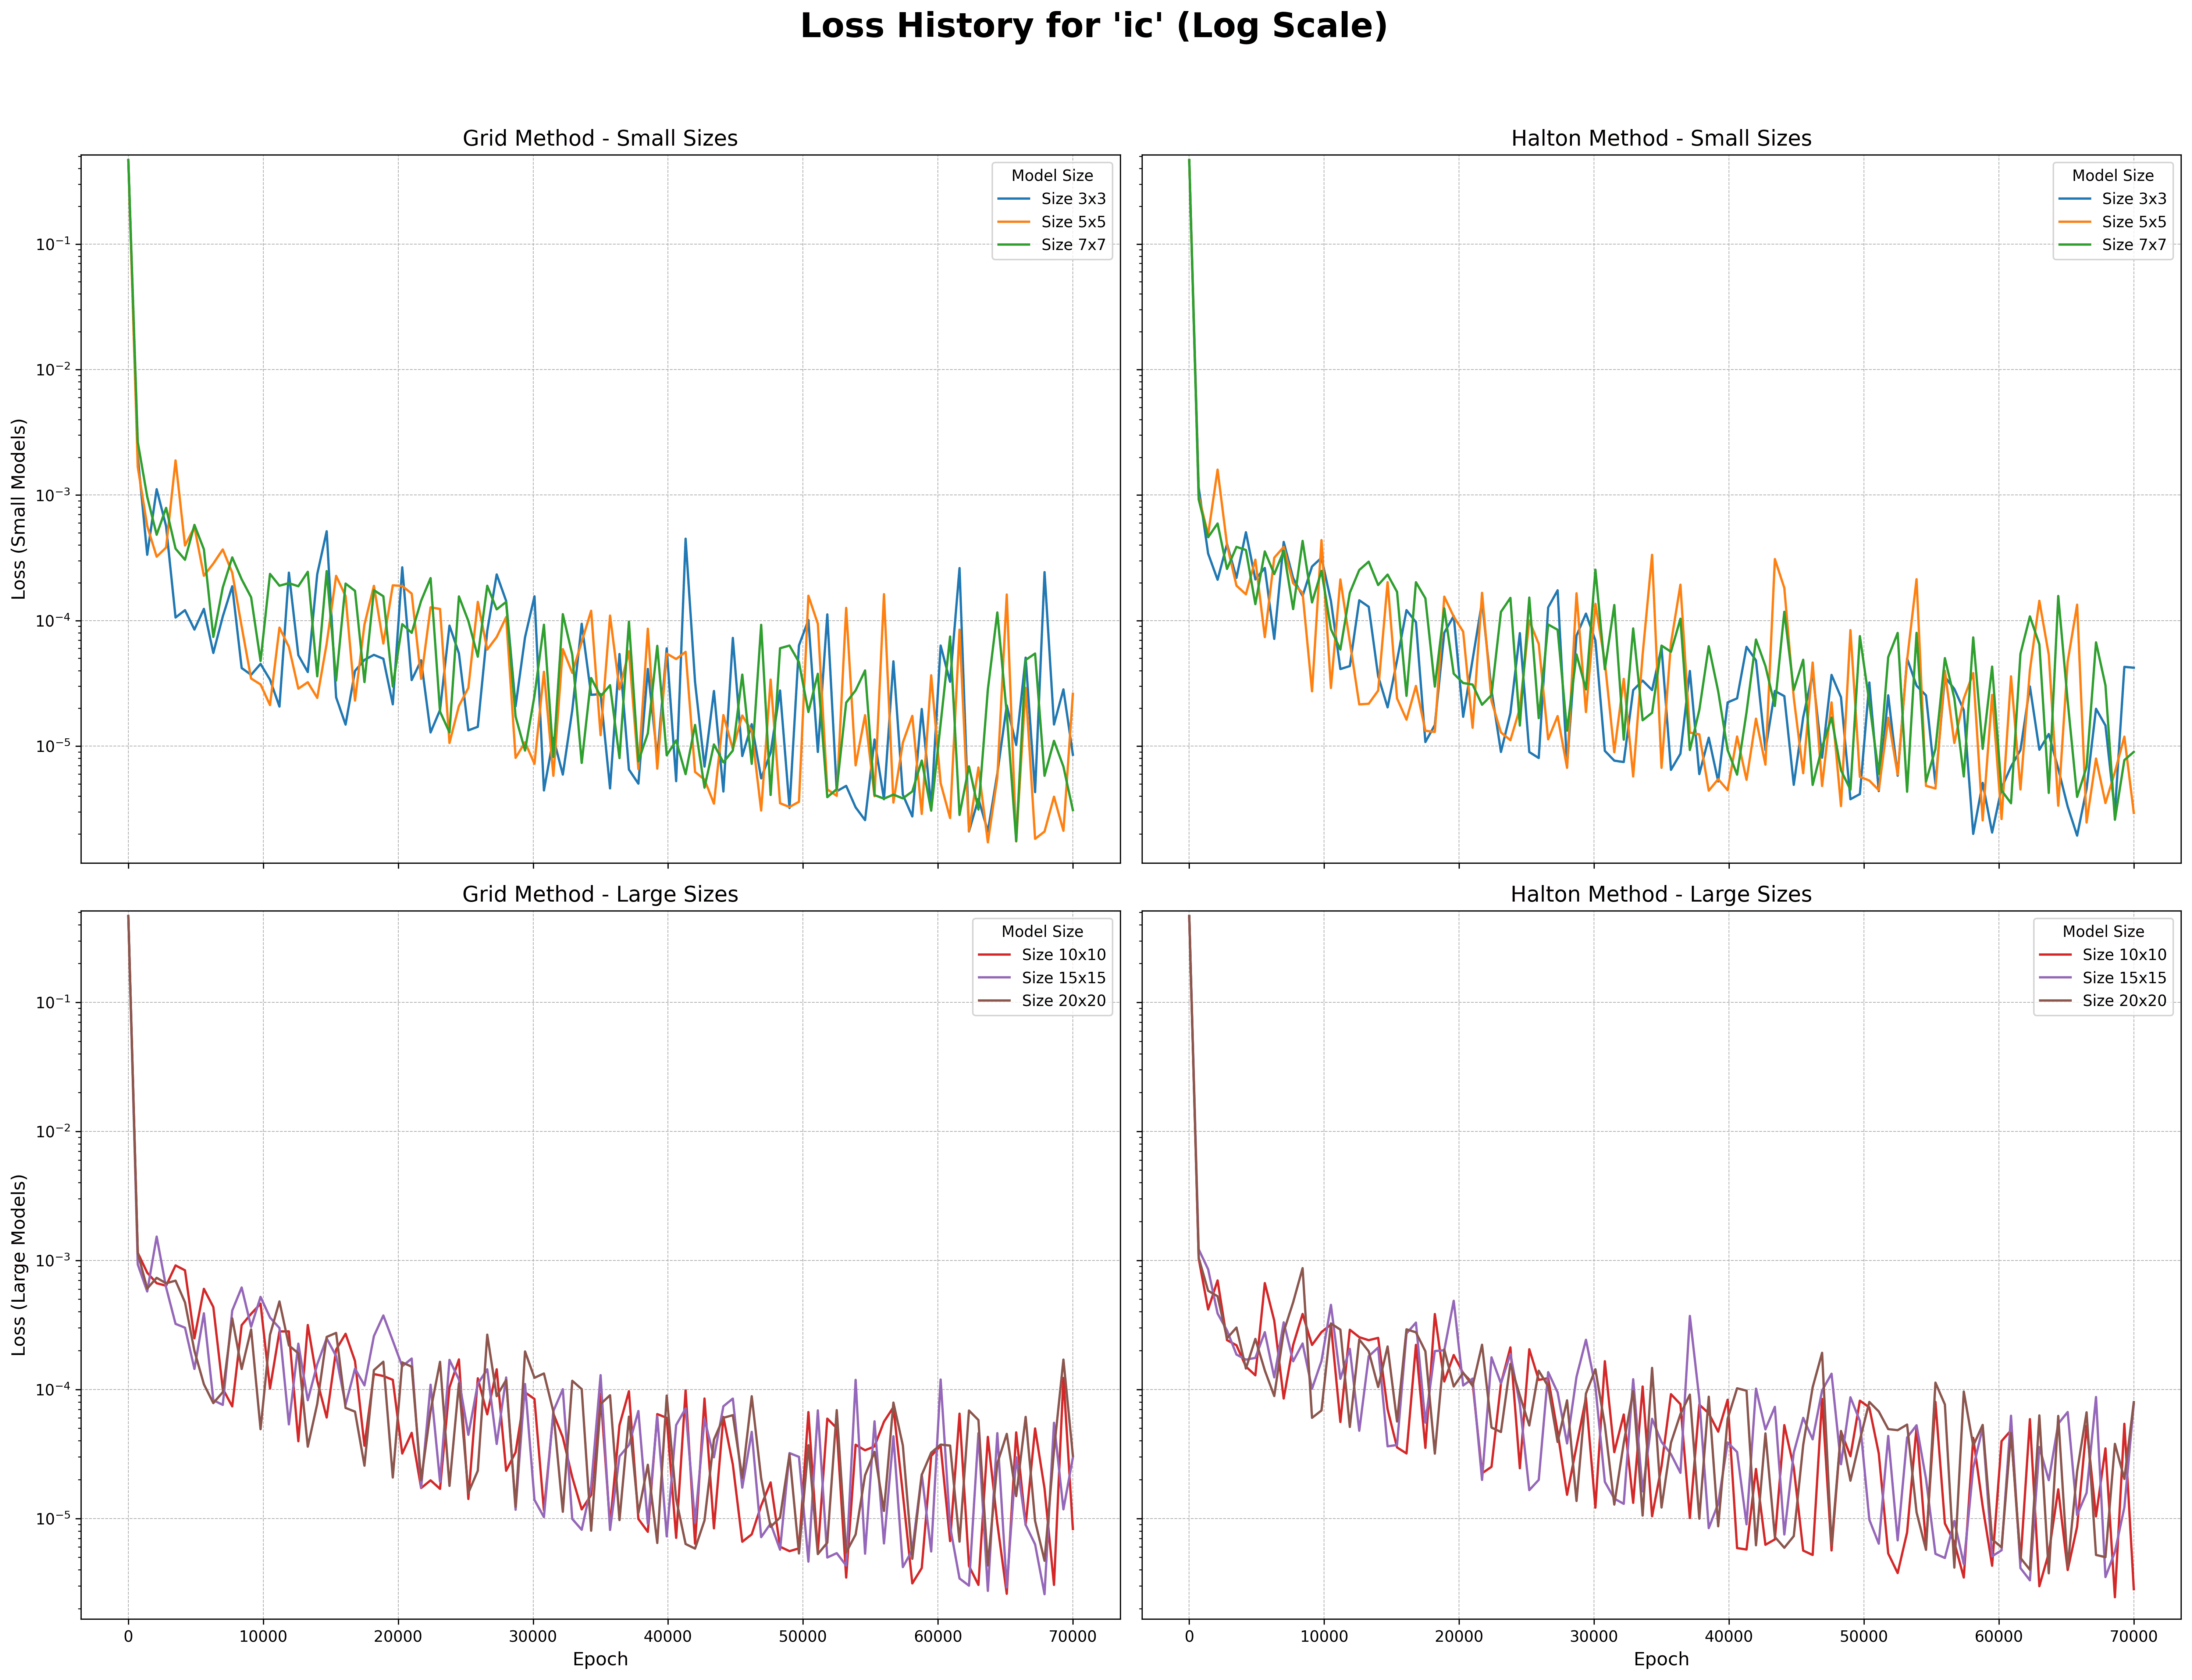 Loss History for 'ic' (Log Scale)
Grid Method - Small Sizes
Loss (Small Models)
10⁻¹
10⁻²
10⁻³
10⁻⁴
10⁻⁵
Model Size
Size 3x3
Size 5x5
Size 7x7
Halton Method - Small Sizes
Model Size
Size 3x3
Size 5x5
Size 7x7
Grid Method - Large Sizes
Loss (Large Models)
10⁻¹
10⁻²
10⁻³
10⁻⁴
10⁻⁵
Model Size
Size 10x10
Size 15x15
Size 20x20
0 10000 20000 30000 40000 50000 60000 70000
Epoch
Halton Method - Large Sizes
Model Size
Size 10x10
Size 15x15
Size 20x20
0 10000 20000 30000 40000 50000 60000 70000
Epoch